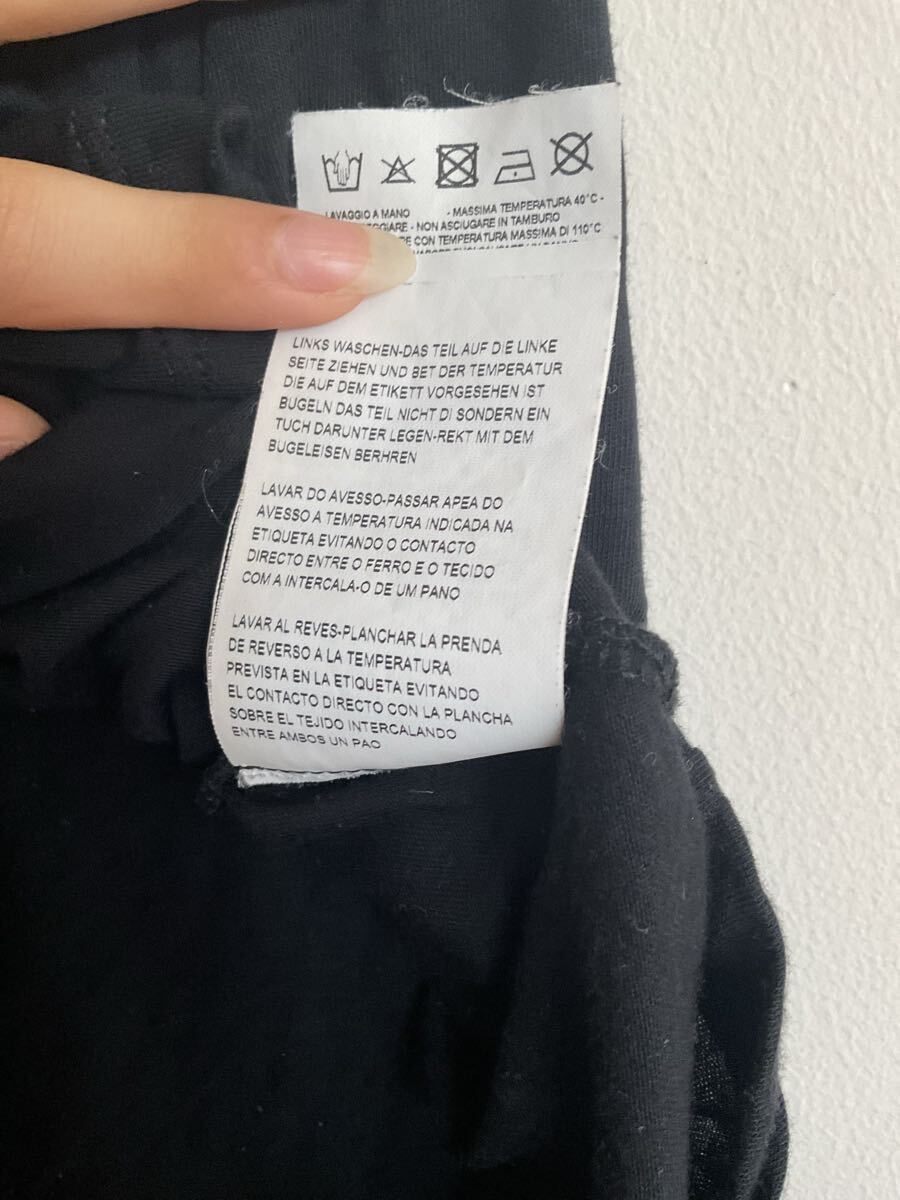 LAVAGGIO A MANO - MASSIMA TEMPERATURA 40°C -
- NON ASCIUGARE IN TAMBURO
CON TEMPERATURA MASSIMA DI 110°C
LINKS WASCHEN-DAS TEIL AUF DIE LINKE
SEITE ZIEHEN UND BET DER TEMPERATUR
DIE AUF DEM ETIKETT VORGESEHEN IST
BUGELN DAS TEIL NICHT DI SONDERN EIN
TUCH DARUNTER LEGEN-REKT MIT DEM
BUGELEISEN BERHREN
LAVAR DO AVESSO-PASSAR APEA DO
AVESSO A TEMPERATURA INDICADA NA
ETIQUETA EVITANDO O CONTACTO
DIRECTO ENTRE O FERRO E O TECIDO
COM A INTERCALA-O DE UM PANO
LAVAR AL REVES-PLANCHAR LA PRENDA
DE REVERSO A LA TEMPERATURA
PREVISTA EN LA ETIQUETA EVITANDO
EL CONTACTO DIRECTO CON LA PLANCHA
SOBRE EL TEJIDO INTERCALANDO
ENTRE AMBOS UN PAO